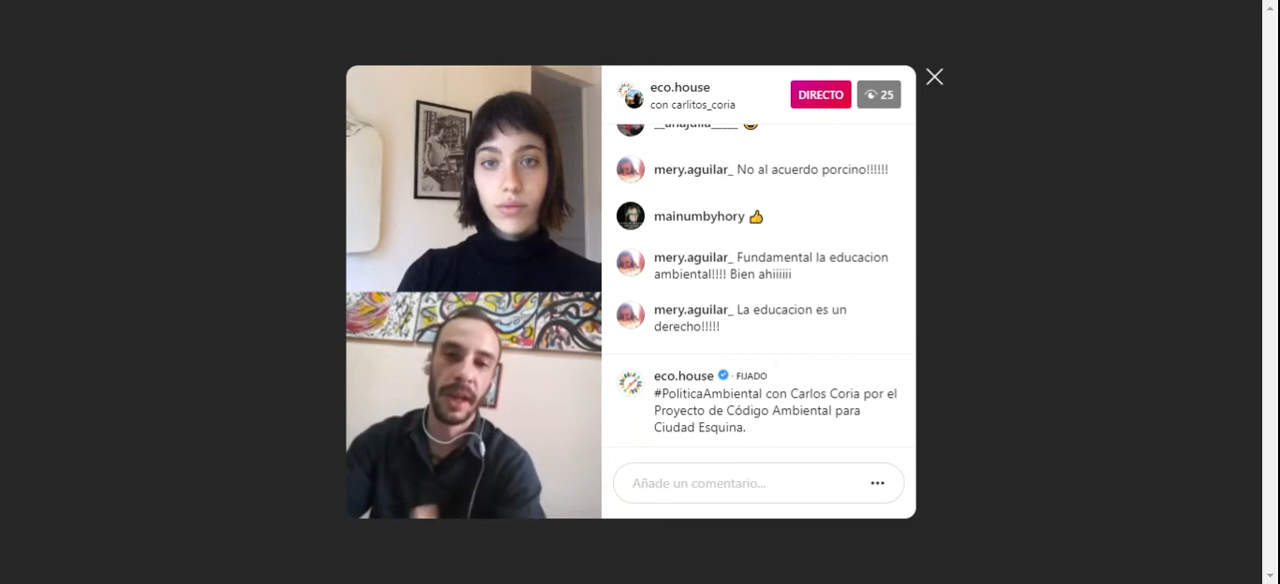 eco.house
con carlitos_coria
DIRECTO
25
__anajulia_____ 😄
mery.aguilar_ No al acuerdo porcino!!!!!!
mainumbyhory 👍
mery.aguilar_ Fundamental la educacion
ambiental!!!! Bien ahiiiiii
mery.aguilar_ La educacion es un
derecho!!!!!
eco.house · FIJADO
#PoliticaAmbiental con Carlos Coria por el
Proyecto de Código Ambiental para
Ciudad Esquina.
Añade un comentario...